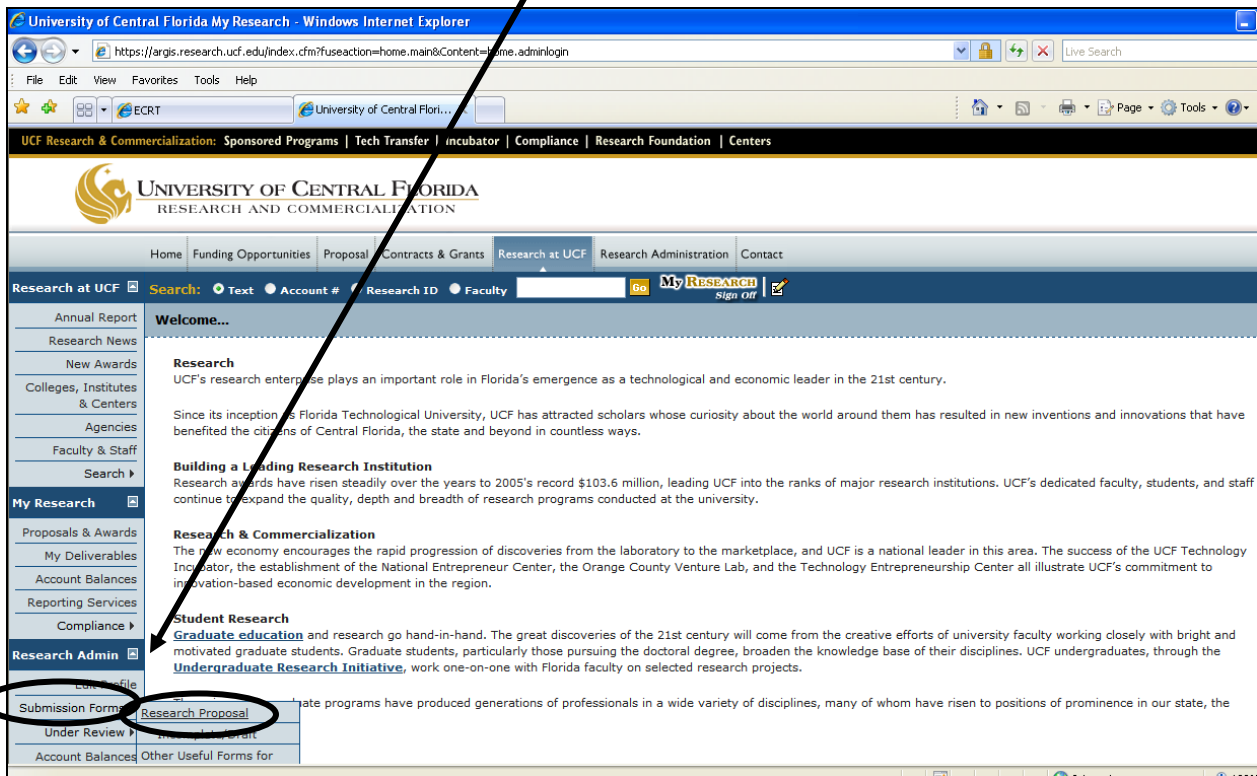 University of Central Florida My Research - Windows Internet Explorer
https://argis.research.ucf.edu/index.cfm?fuseaction=home.main&Content=home.adminlogin
Live Search
File Edit View Favorites Tools Help
ECRT
University of Central Flori...
Page Tools
UCF Research & Commercialization: Sponsored Programs | Tech Transfer | Incubator | Compliance | Research Foundation | Centers
UNIVERSITY OF CENTRAL FLORIDA
RESEARCH AND COMMERCIALIZATION
Home Funding Opportunities Proposal Contracts & Grants Research at UCF Research Administration Contact
Research at UCF
Search: Text Account # Research ID Faculty
Go
My RESEARCH
Sign Off
Annual Report
Research News
New Awards
Colleges, Institutes
& Centers
Agencies
Faculty & Staff
Search
My Research
Proposals & Awards
My Deliverables
Account Balances
Reporting Services
Compliance
Research Admin
Edit Profile
Submission Forms
Under Review
Account Balances
Research Proposal
Incomplete/Draft
Other Useful Forms for
Welcome...
Research
UCF's research enterprise plays an important role in Florida's emergence as a technological and economic leader in the 21st century.
Since its inception as Florida Technological University, UCF has attracted scholars whose curiosity about the world around them has resulted in new inventions and innovations that have
benefited the citizens of Central Florida, the state and beyond in countless ways.
Building a Leading Research Institution
Research awards have risen steadily over the years to 2005's record $103.6 million, leading UCF into the ranks of major research institutions. UCF's dedicated faculty, students, and staff
continue to expand the quality, depth and breadth of research programs conducted at the university.
Research & Commercialization
The new economy encourages the rapid progression of discoveries from the laboratory to the marketplace, and UCF is a national leader in this area. The success of the UCF Technology
Incubator, the establishment of the National Entrepreneur Center, the Orange County Venture Lab, and the Technology Entrepreneurship Center all illustrate UCF's commitment to
innovation-based economic development in the region.
Student Research
Graduate education and research go hand-in-hand. The great discoveries of the 21st century will come from the creative efforts of university faculty working closely with bright and
motivated graduate students. Graduate students, particularly those pursuing the doctoral degree, broaden the knowledge base of their disciplines. UCF undergraduates, through the
Undergraduate Research Initiative, work one-on-one with Florida faculty on selected research projects.
programs have produced generations of professionals in a wide variety of disciplines, many of whom have risen to positions of prominence in our state, the